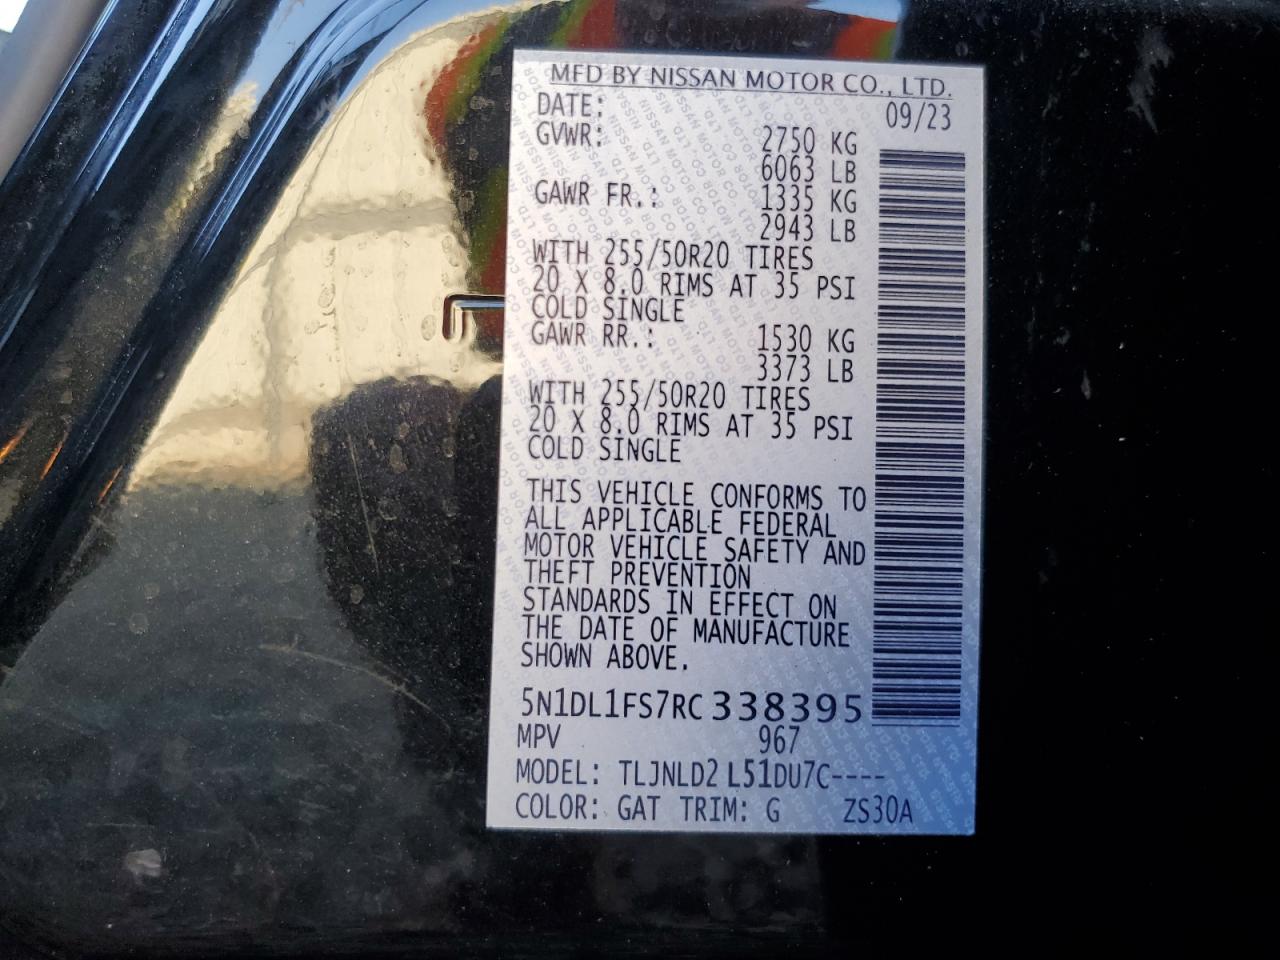 MFD BY NISSAN MOTOR CO., LTD.
DATE: 09/23
GVWR: 2750 KG
6063 LB
GAWR FR.: 1335 KG
2943 LB
WITH 255/50R20 TIRES
20 X 8.0 RIMS AT 35 PSI
COLD SINGLE
GAWR RR.: 1530 KG
3373 LB
WITH 255/50R20 TIRES
20 X 8.0 RIMS AT 35 PSI
COLD SINGLE
THIS VEHICLE CONFORMS TO
ALL APPLICABLE FEDERAL
MOTOR VEHICLE SAFETY AND
THEFT PREVENTION
STANDARDS IN EFFECT ON
THE DATE OF MANUFACTURE
SHOWN ABOVE.
5N1DL1FS7RC338395
MPV 967
MODEL: TLJNLD2 L51DU7C----
COLOR: GAT TRIM: G ZS30A